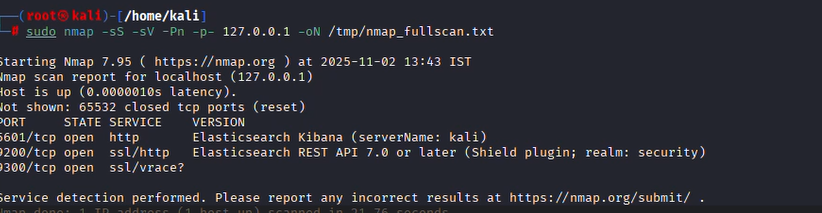 (root㉿kali)-[/home/kali]
# sudo nmap -sS -sV -Pn -p- 127.0.0.1 -oN /tmp/nmap_fullscan.txt
Starting Nmap 7.95 ( https://nmap.org ) at 2025-11-02 13:43 IST
Nmap scan report for localhost (127.0.0.1)
Host is up (0.0000010s latency).
Not shown: 65532 closed tcp ports (reset)
PORT     STATE SERVICE    VERSION
5601/tcp open  http       Elasticsearch Kibana (serverName: kali)
9200/tcp open  ssl/http   Elasticsearch REST API 7.0 or later (Shield plugin; realm: security)
9300/tcp open  ssl/vrace?
Service detection performed. Please report any incorrect results at https://nmap.org/submit/ .
Nmap done: 1 IP address (1 host up) scanned in 21.76 seconds